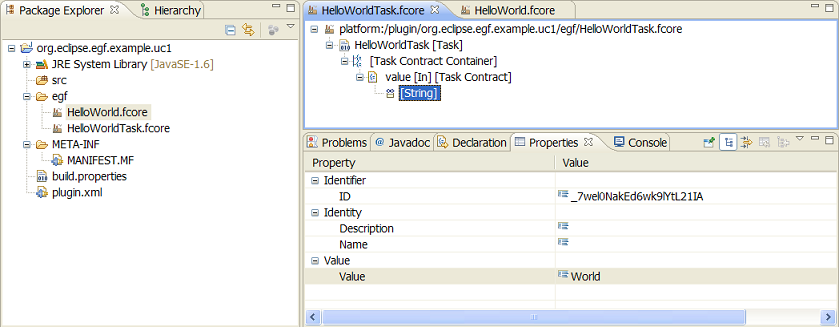 Package Explorer Hierarchy
org.eclipse.egf.example.uc1
JRE System Library [JavaSE-1.6]
src
egf
HelloWorld.fcore
HelloWorldTask.fcore
META-INF
MANIFEST.MF
build.properties
plugin.xml
HelloWorldTask.fcore HelloWorld.fcore
platform:/plugin/org.eclipse.egf.example.uc1/egf/HelloWorldTask.fcore
HelloWorldTask [Task]
[Task Contract Container]
value [In] [Task Contract]
[String]
Problems @ Javadoc Declaration Properties Console
Property Value
Identifier
ID _7wel0NakEd6wk9lYtL21IA
Identity
Description
Name
Value
Value World